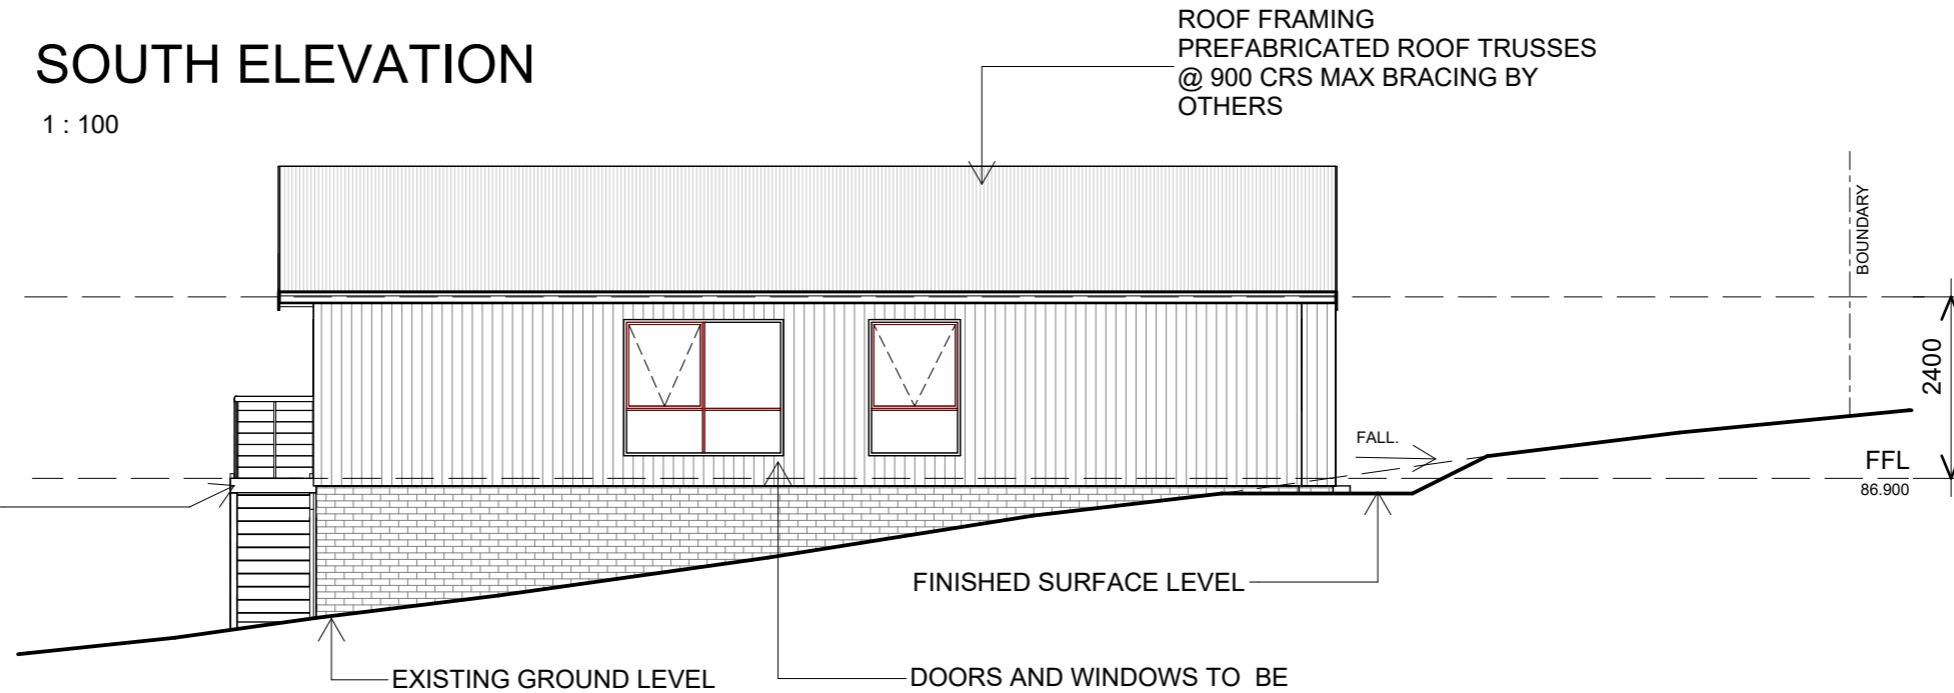 SOUTH ELEVATION
1 : 100
ROOF FRAMING
PREFABRICATED ROOF TRUSSES
@ 900 CRS MAX BRACING BY
OTHERS
BOUNDARY
2400
FALL.
FFL
86.900
FINISHED SURFACE LEVEL
EXISTING GROUND LEVEL
DOORS AND WINDOWS TO BE